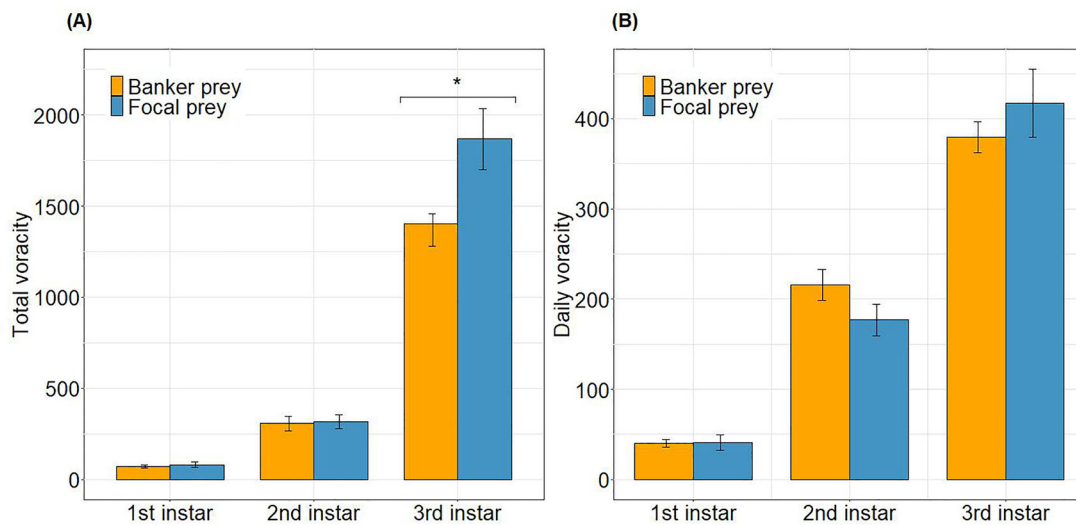 (A)
Banker prey
Focal prey
*
2000
1500
1000
500
0
Total voracity
1st instar 2nd instar 3rd instar
(B)
Banker prey
Focal prey
400
300
200
100
0
Daily voracity
1st instar 2nd instar 3rd instar